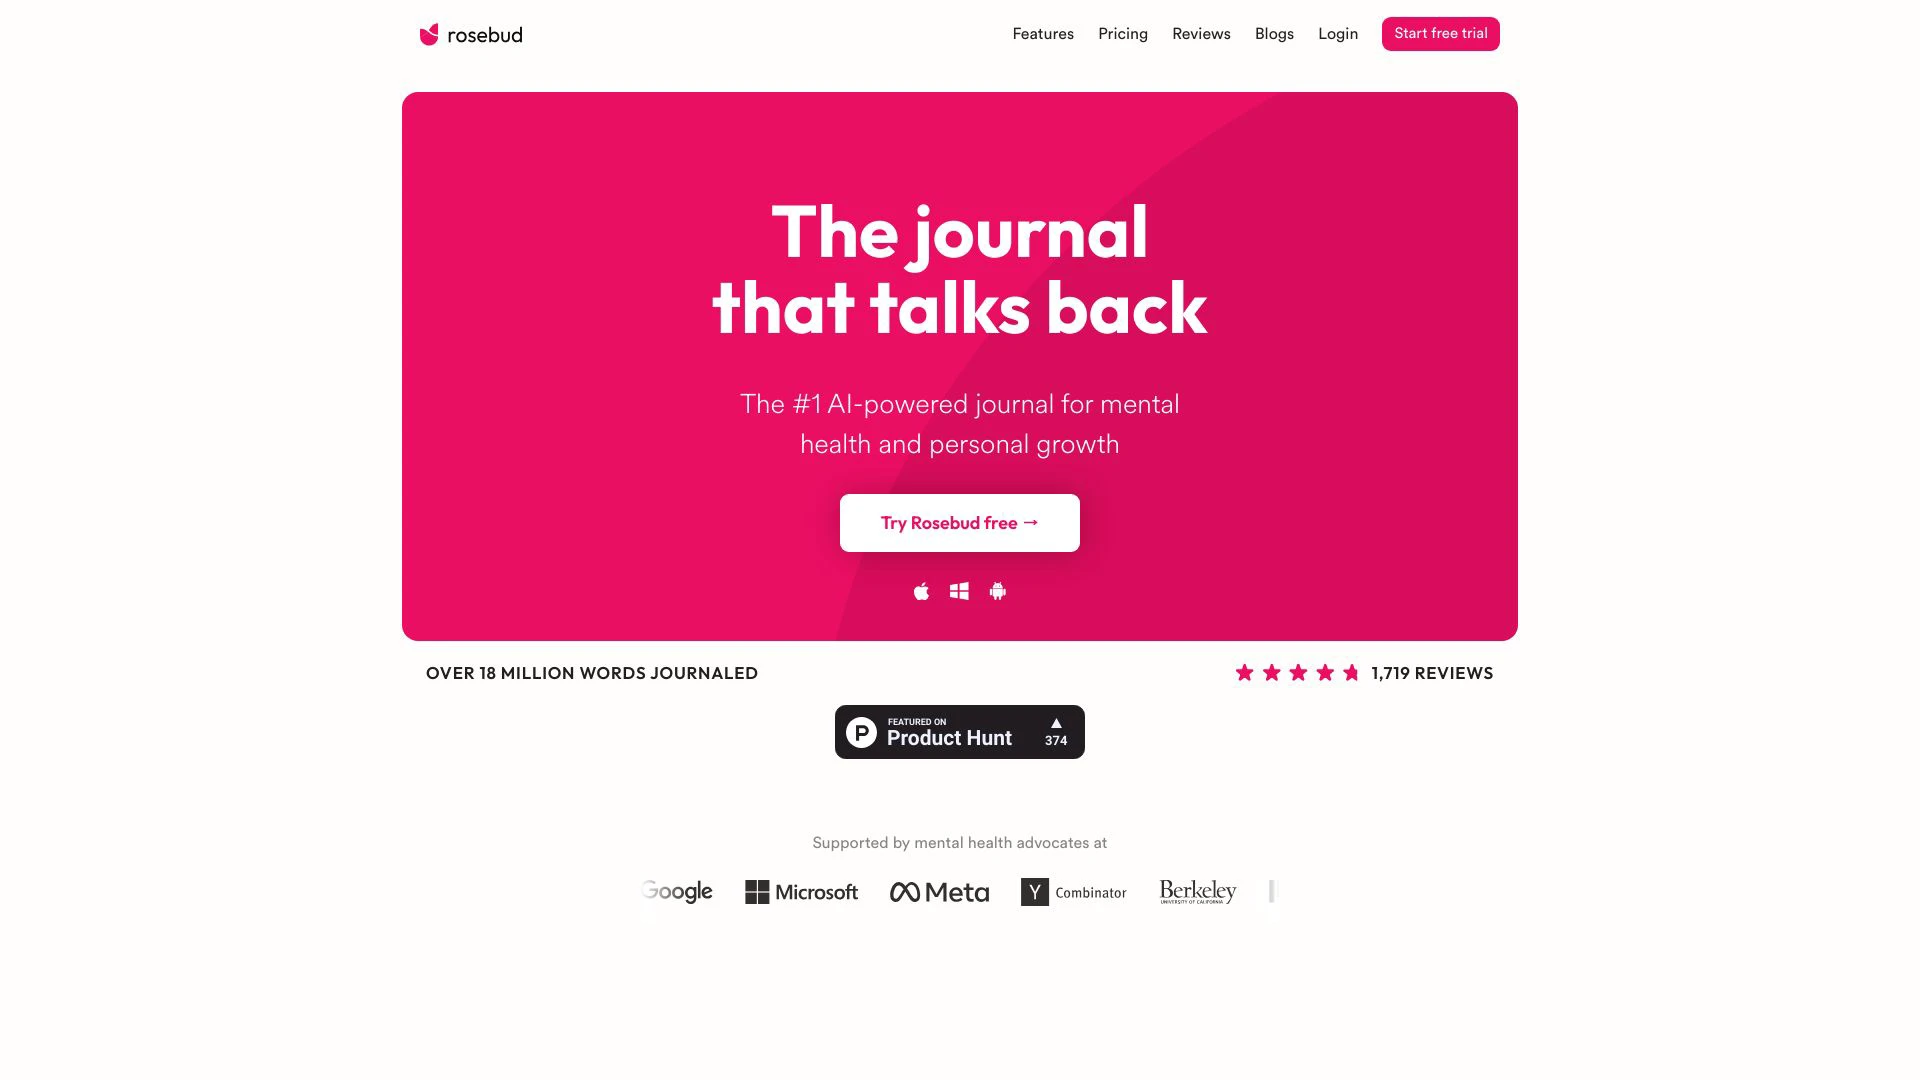 rosebud
Features
Pricing
Reviews
Blogs
Login
Start free trial
The journal
that talks back
The #1 AI-powered journal for mental
health and personal growth
Try Rosebud free →
OVER 18 MILLION WORDS JOURNALED
1,719 REVIEWS
FEATURED ON
Product Hunt
374
Supported by mental health advocates at
Google
Microsoft
Meta
Y Combinator
Berkeley
UNIVERSITY OF CALIFORNIA